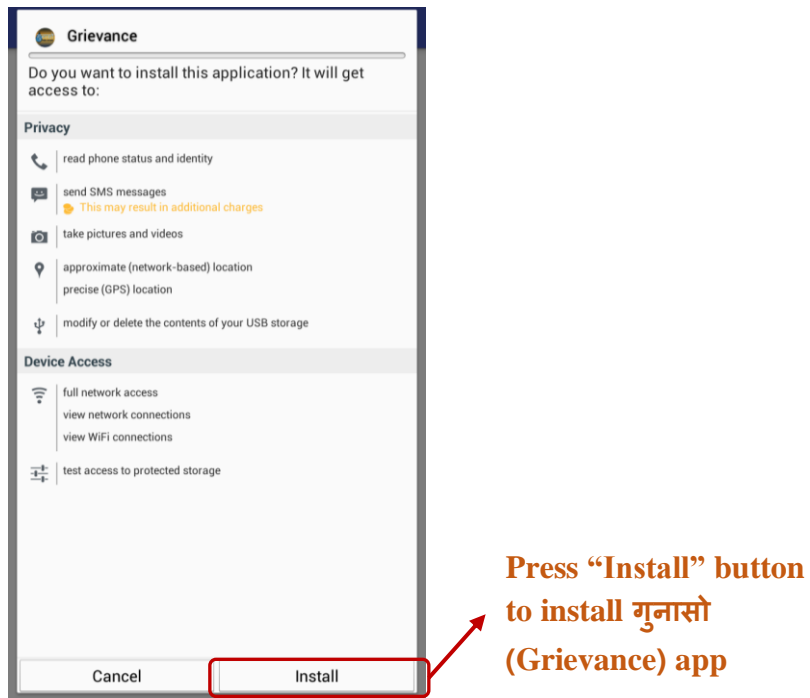 Grievance
Do you want to install this application? It will get
access to:
Privacy
read phone status and identity
send SMS messages
This may result in additional charges
take pictures and videos
approximate (network-based) location
precise (GPS) location
modify or delete the contents of your USB storage
Device Access
full network access
view network connections
view WiFi connections
test access to protected storage
Cancel
Install
Press “Install” button
to install गुनासो
(Grievance) app